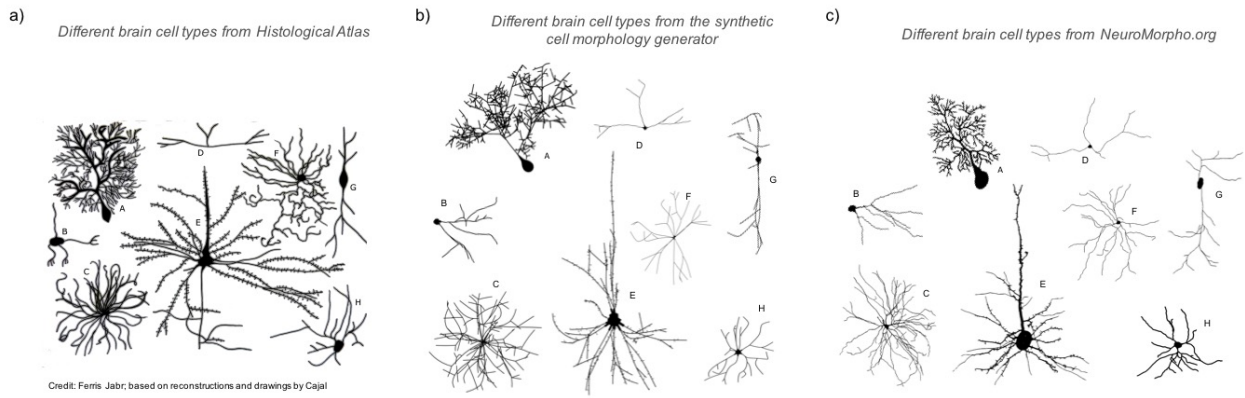 a)
Different brain cell types from Histological Atlas
A
B
C
D
E
F
G
H
Credit: Ferris Jabr; based on reconstructions and drawings by Cajal
b)
Different brain cell types from the synthetic
cell morphology generator
A
B
C
D
E
F
G
H
c)
Different brain cell types from NeuroMorpho.org
A
B
C
D
E
F
G
H